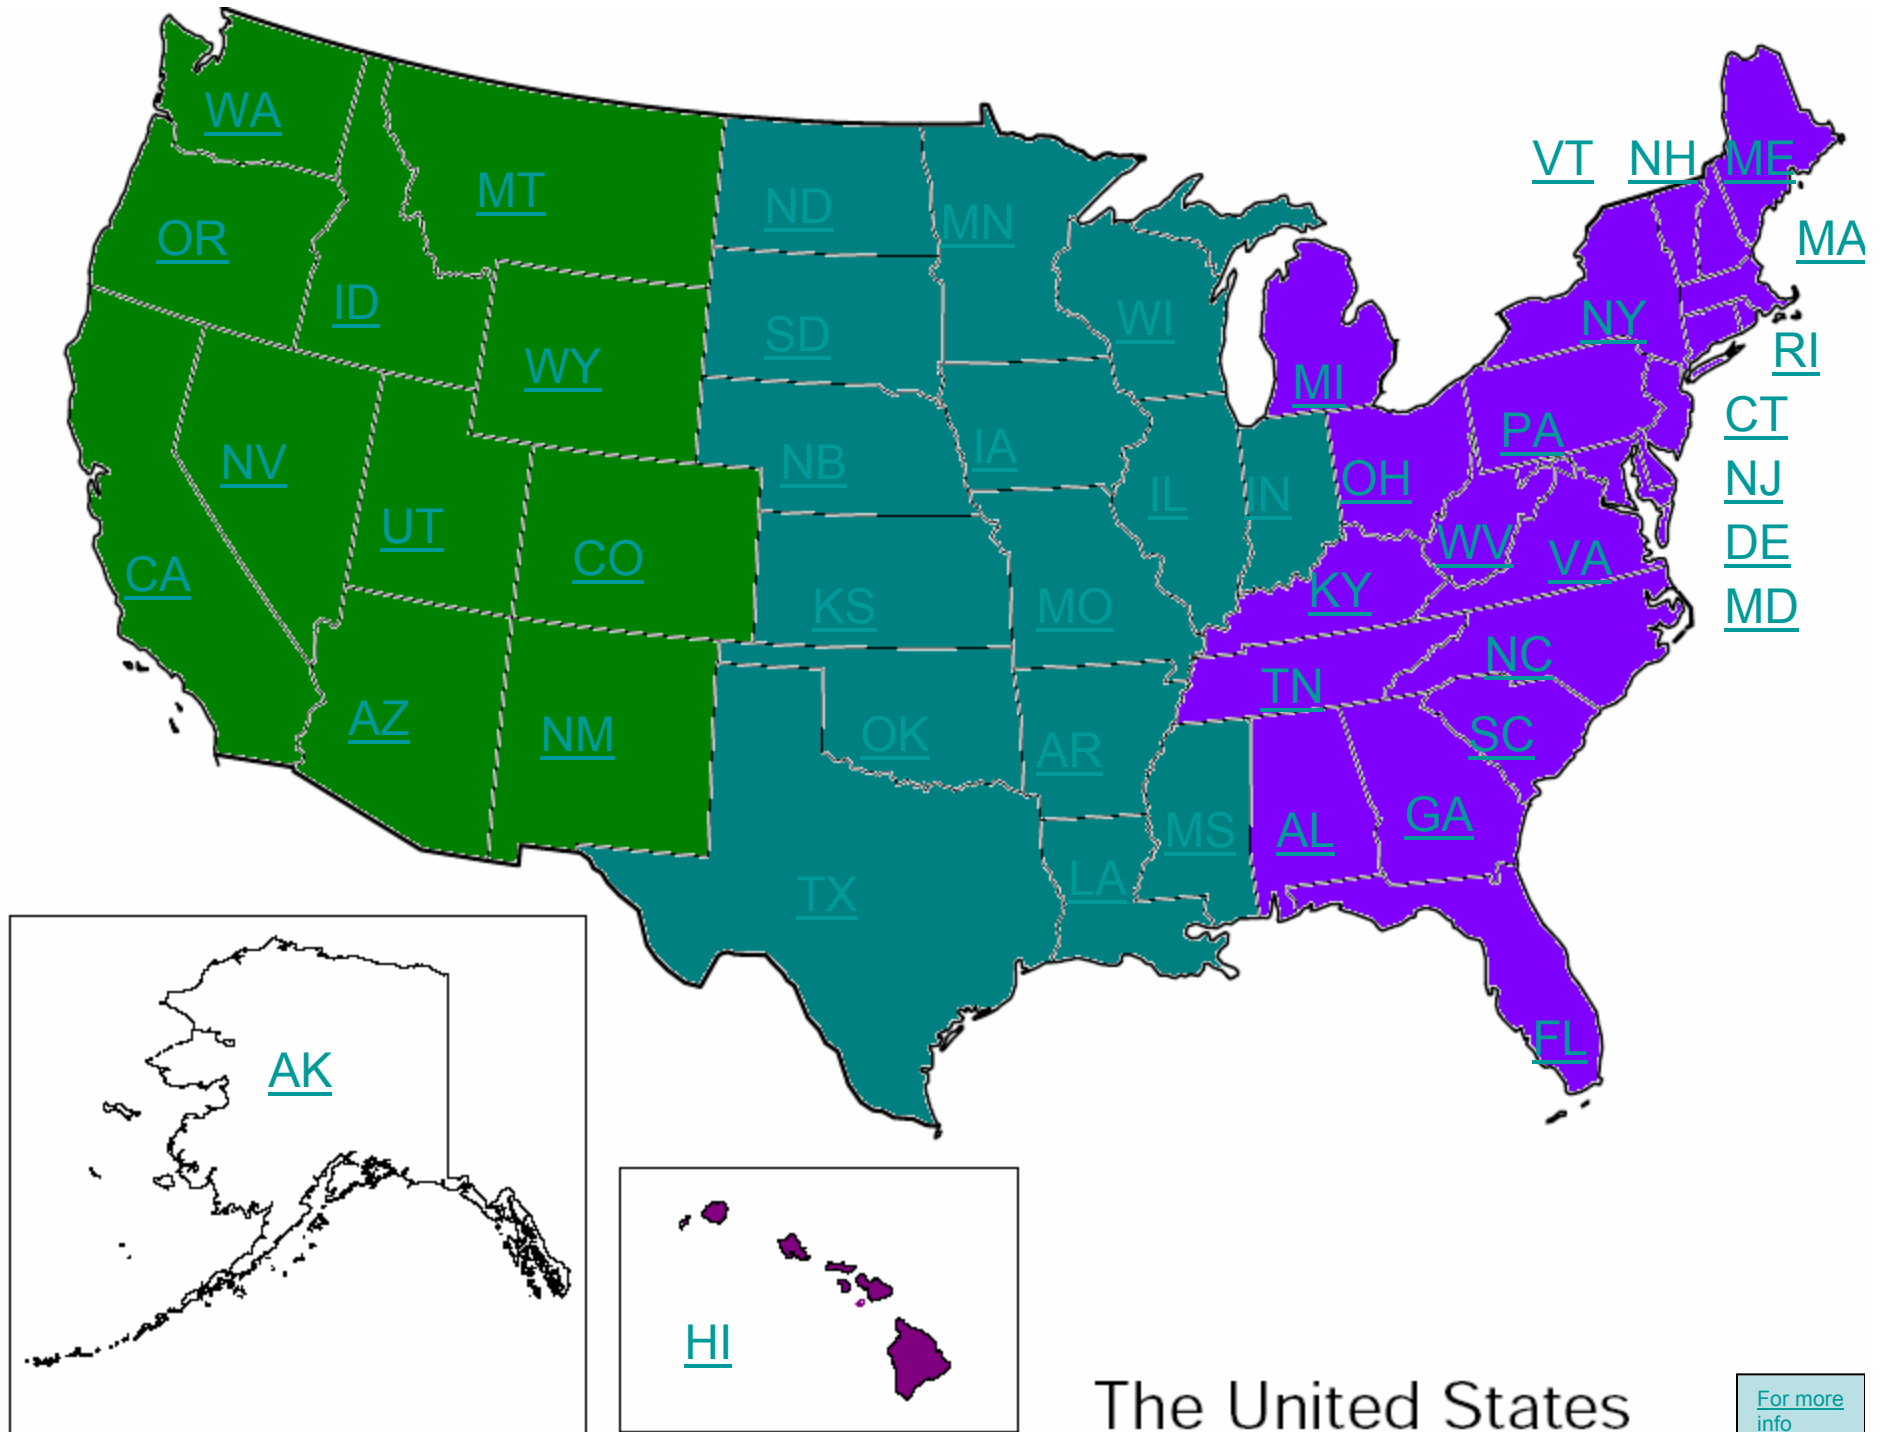 WA
VT NH ME
MT
ND
MN
OR
MA
ID
WI
NY
SD
RI
WY
MI
CT
PA
NV
NB
IA
OH
NJ
IL
IN
UT
CO
WV
VA
DE
CA
KY
KS
MO
MD
NC
TN
AZ
NM
OK
AR
SC
GA
MS
AL
LA
TX
FL
AK
HI
The United States
For more
info